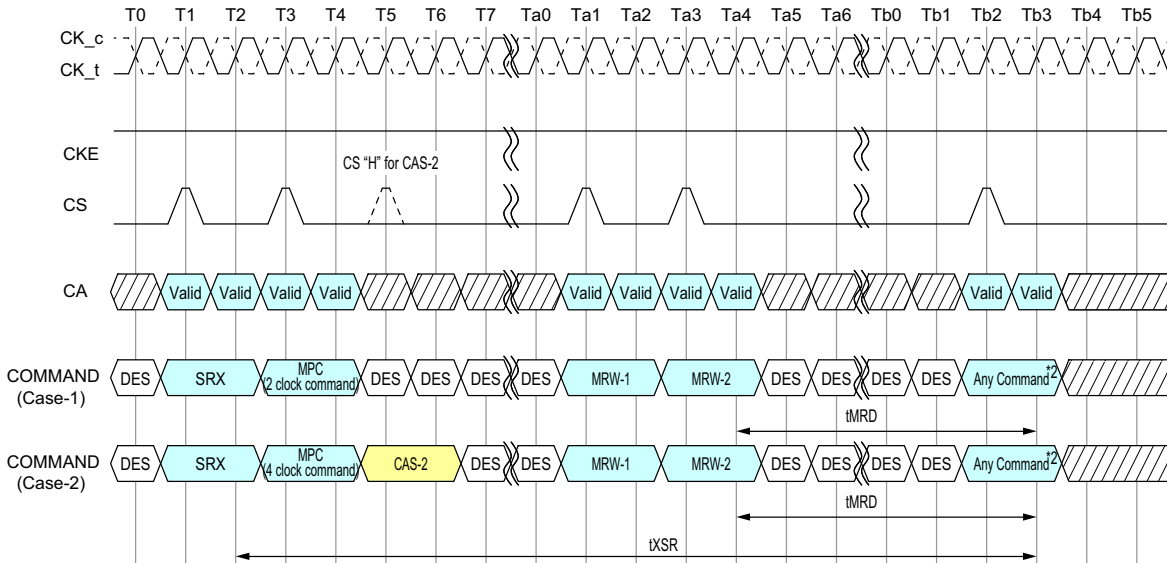 T0 T1 T2 T3 T4 T5 T6 T7 Ta0 Ta1 Ta2 Ta3 Ta4 Ta5 Ta6 Tb0 Tb1 Tb2 Tb3 Tb4 Tb5
CK_c
CK_t
CKE
CS "H" for CAS-2
CS
CA Valid Valid Valid Valid Valid Valid Valid Valid Valid Valid
COMMAND
(Case-1)
DES SRX MPC
(2 clock command)
DES DES DES DES MRW-1 MRW-2 DES DES DES DES Any Command*2
tMRD
COMMAND
(Case-2)
DES SRX MPC
(4 clock command)
CAS-2 DES DES MRW-1 MRW-2 DES DES DES DES Any Command*2
tMRD
tXSR